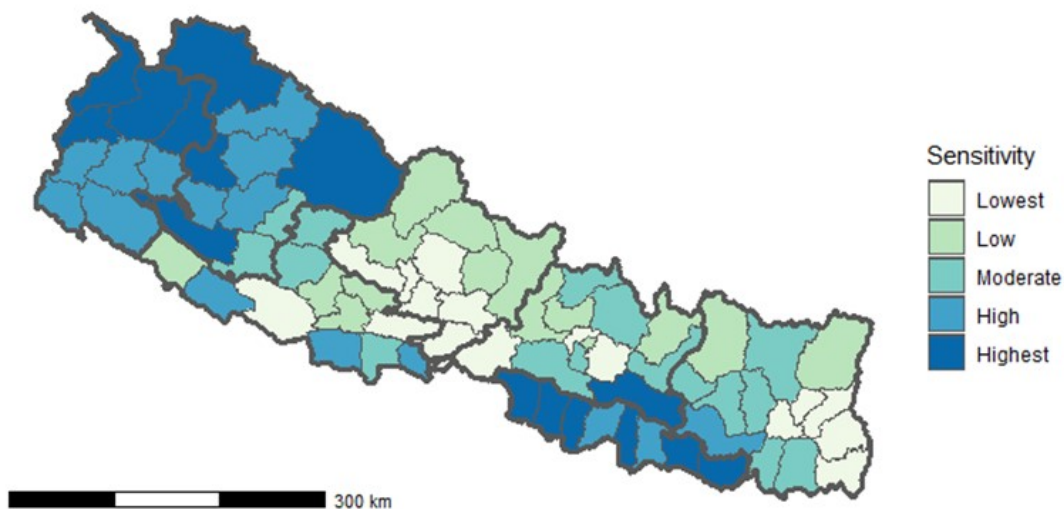 Sensitivity
Lowest
Low
Moderate
High
Highest
300 km